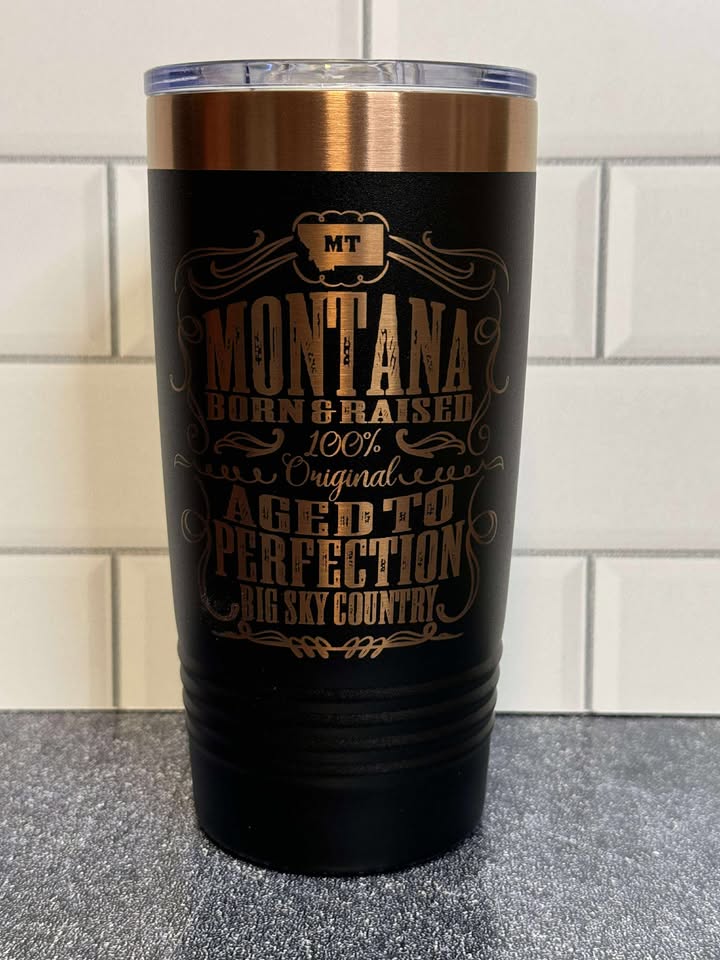 MT
MONTANA
BORN & RAISED
100%
Original
AGED TO
PERFECTION
BIG SKY COUNTRY